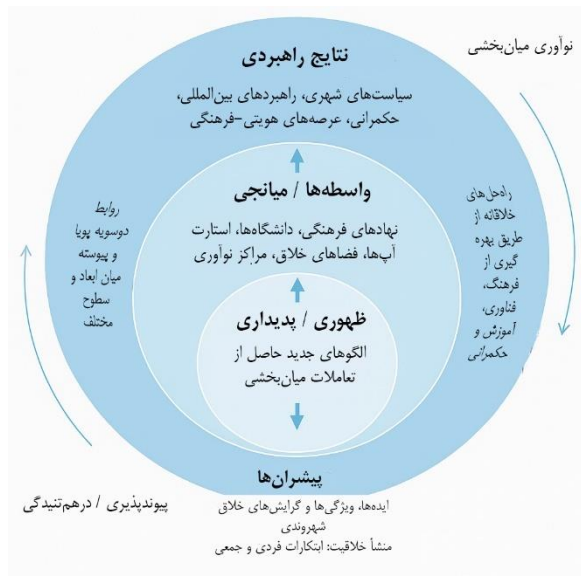 نوآوری میان‌بخشی
نتایج راهبردی
سیاست‌های شهری، راهبردهای بین‌المللی،
حکمرانی، عرصه‌های هویتی-فرهنگی
واسطه‌ها / میانجی
نهادهای فرهنگی، دانشگاه‌ها، استارت
آپ‌ها، فضاهای خلاق، مراکز نوآوری
راه‌حل‌های
خلاقانه از
طریق بهره
گیری از
فرهنگ،
فناوری،
آموزش و
حکمرانی
روابط
دوسویه پویا
و پیوسته
میان ابعاد و
سطوح
مختلف
ظهوری / پدیداری
الگوهای جدید حاصل از
تعاملات میان‌بخشی
پیشران‌ها
ایده‌ها، ویژگی‌ها و گرایش‌های خلاق
شهروندی
منشأ خلاقیت: ابتکارات فردی و جمعی
پیوندپذیری / درهم‌تنیدگی